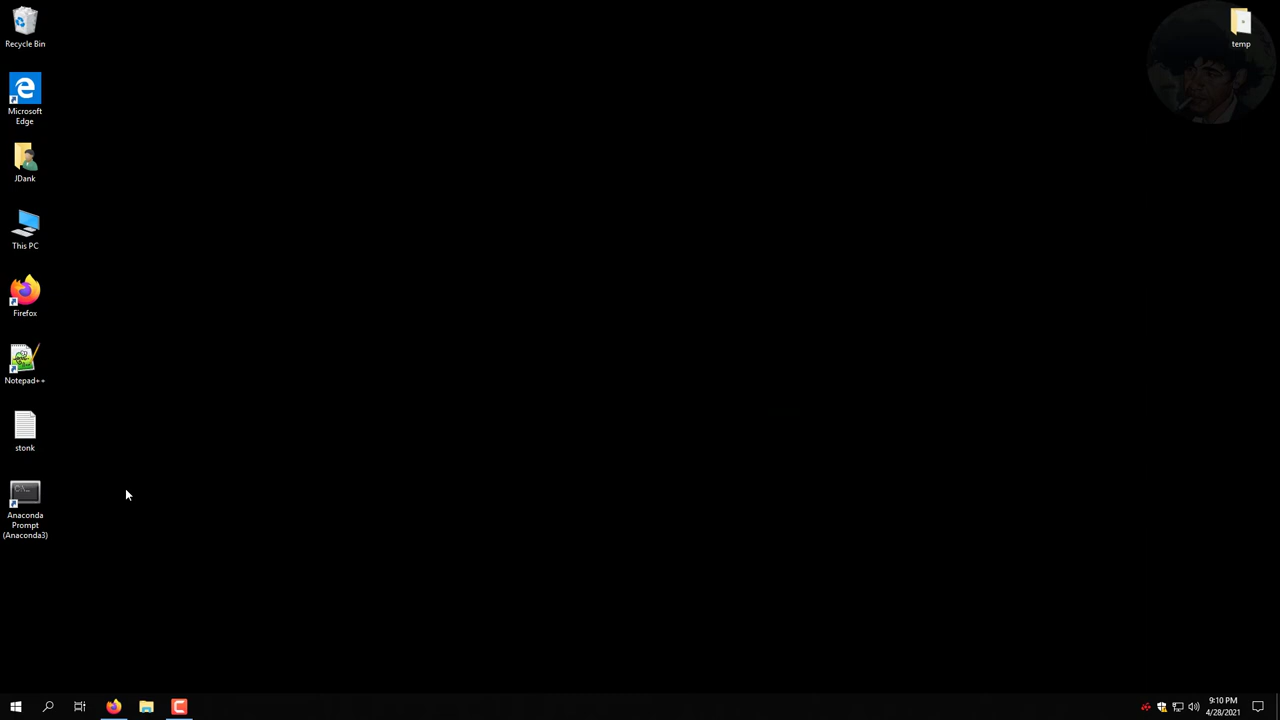 Recycle Bin
temp
Microsoft
Edge
JDank
This PC
Firefox
Notepad++
stonk
C:\_
Anaconda
Prompt
(Anaconda3)
9:10 PM
4/28/2021